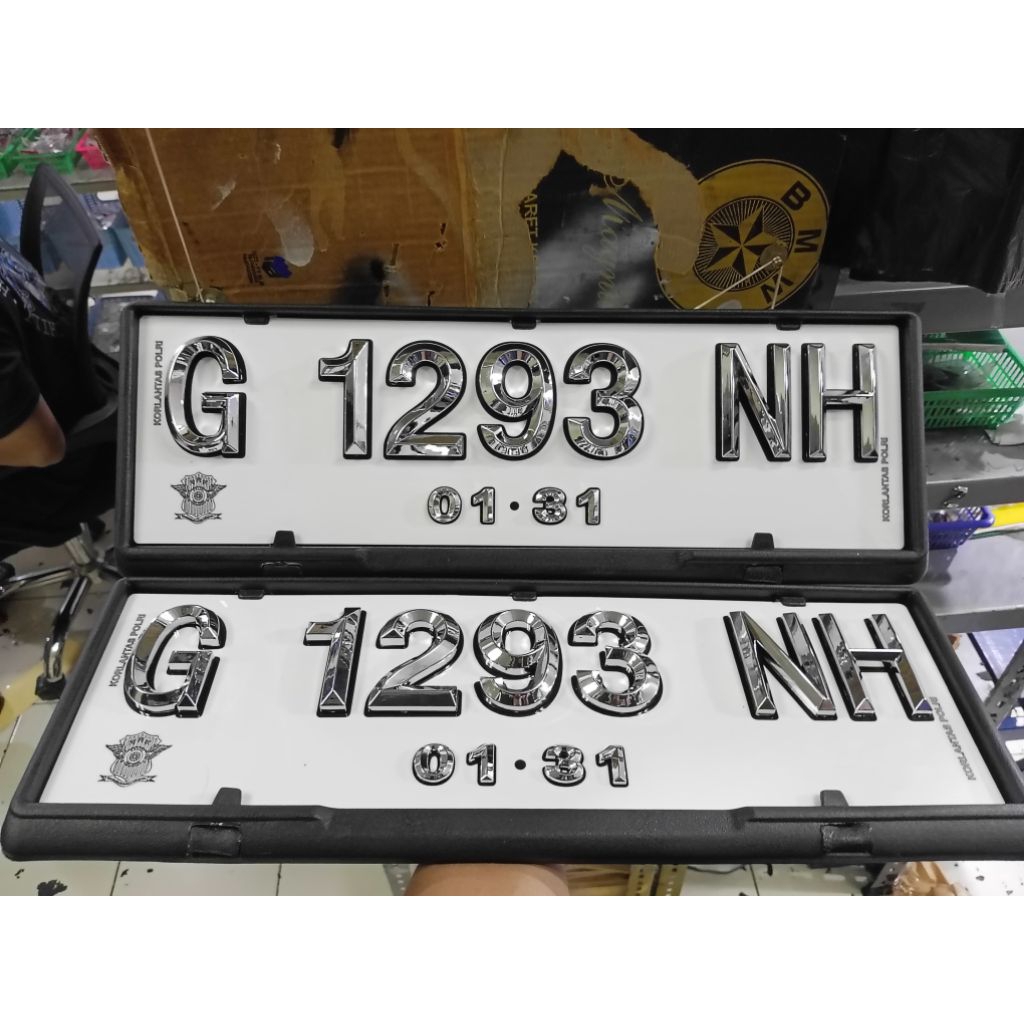 KORLANTAS POLRI
G 1293 NH
KORLANTAS POLRI
01·31
KORLANTAS POLRI
G 1293 NH
KORLANTAS POLRI
01·31
BMW